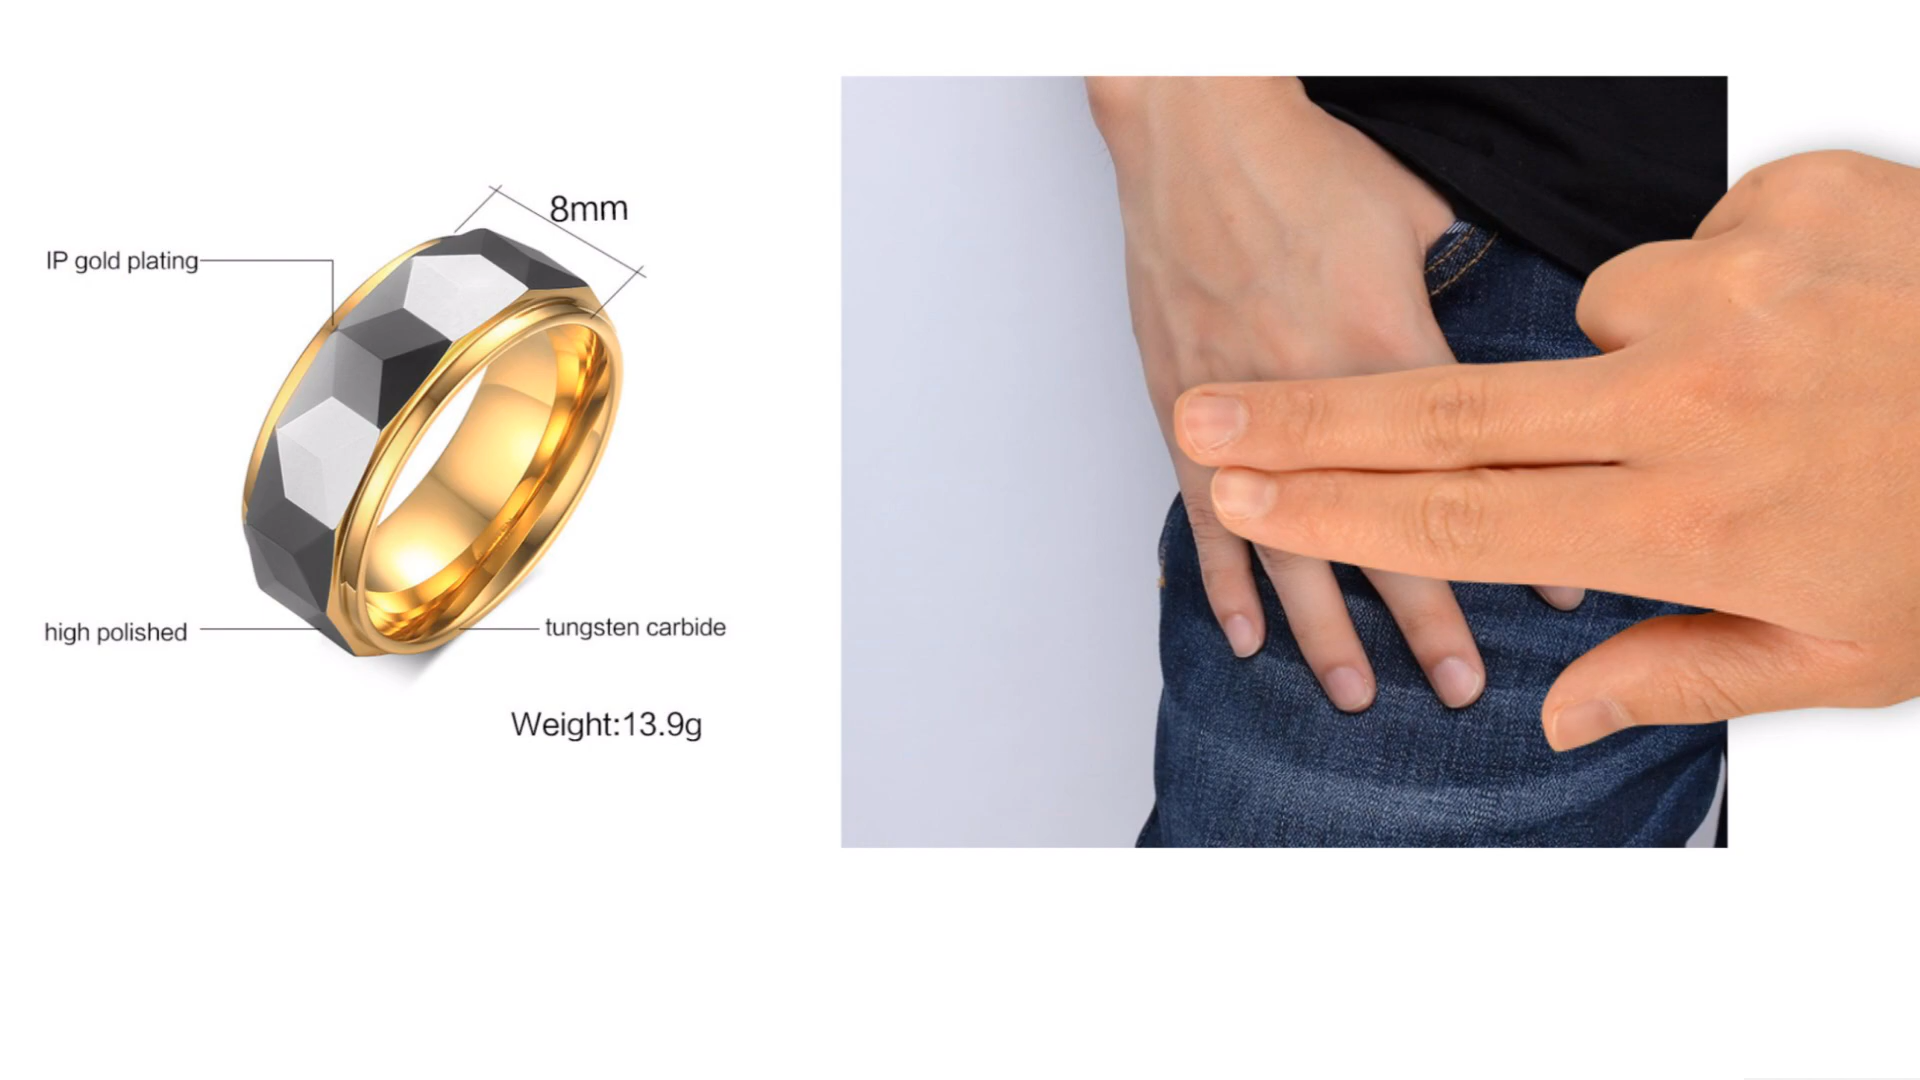 8mm
IP gold plating
high polished
tungsten carbide
Weight:13.9g